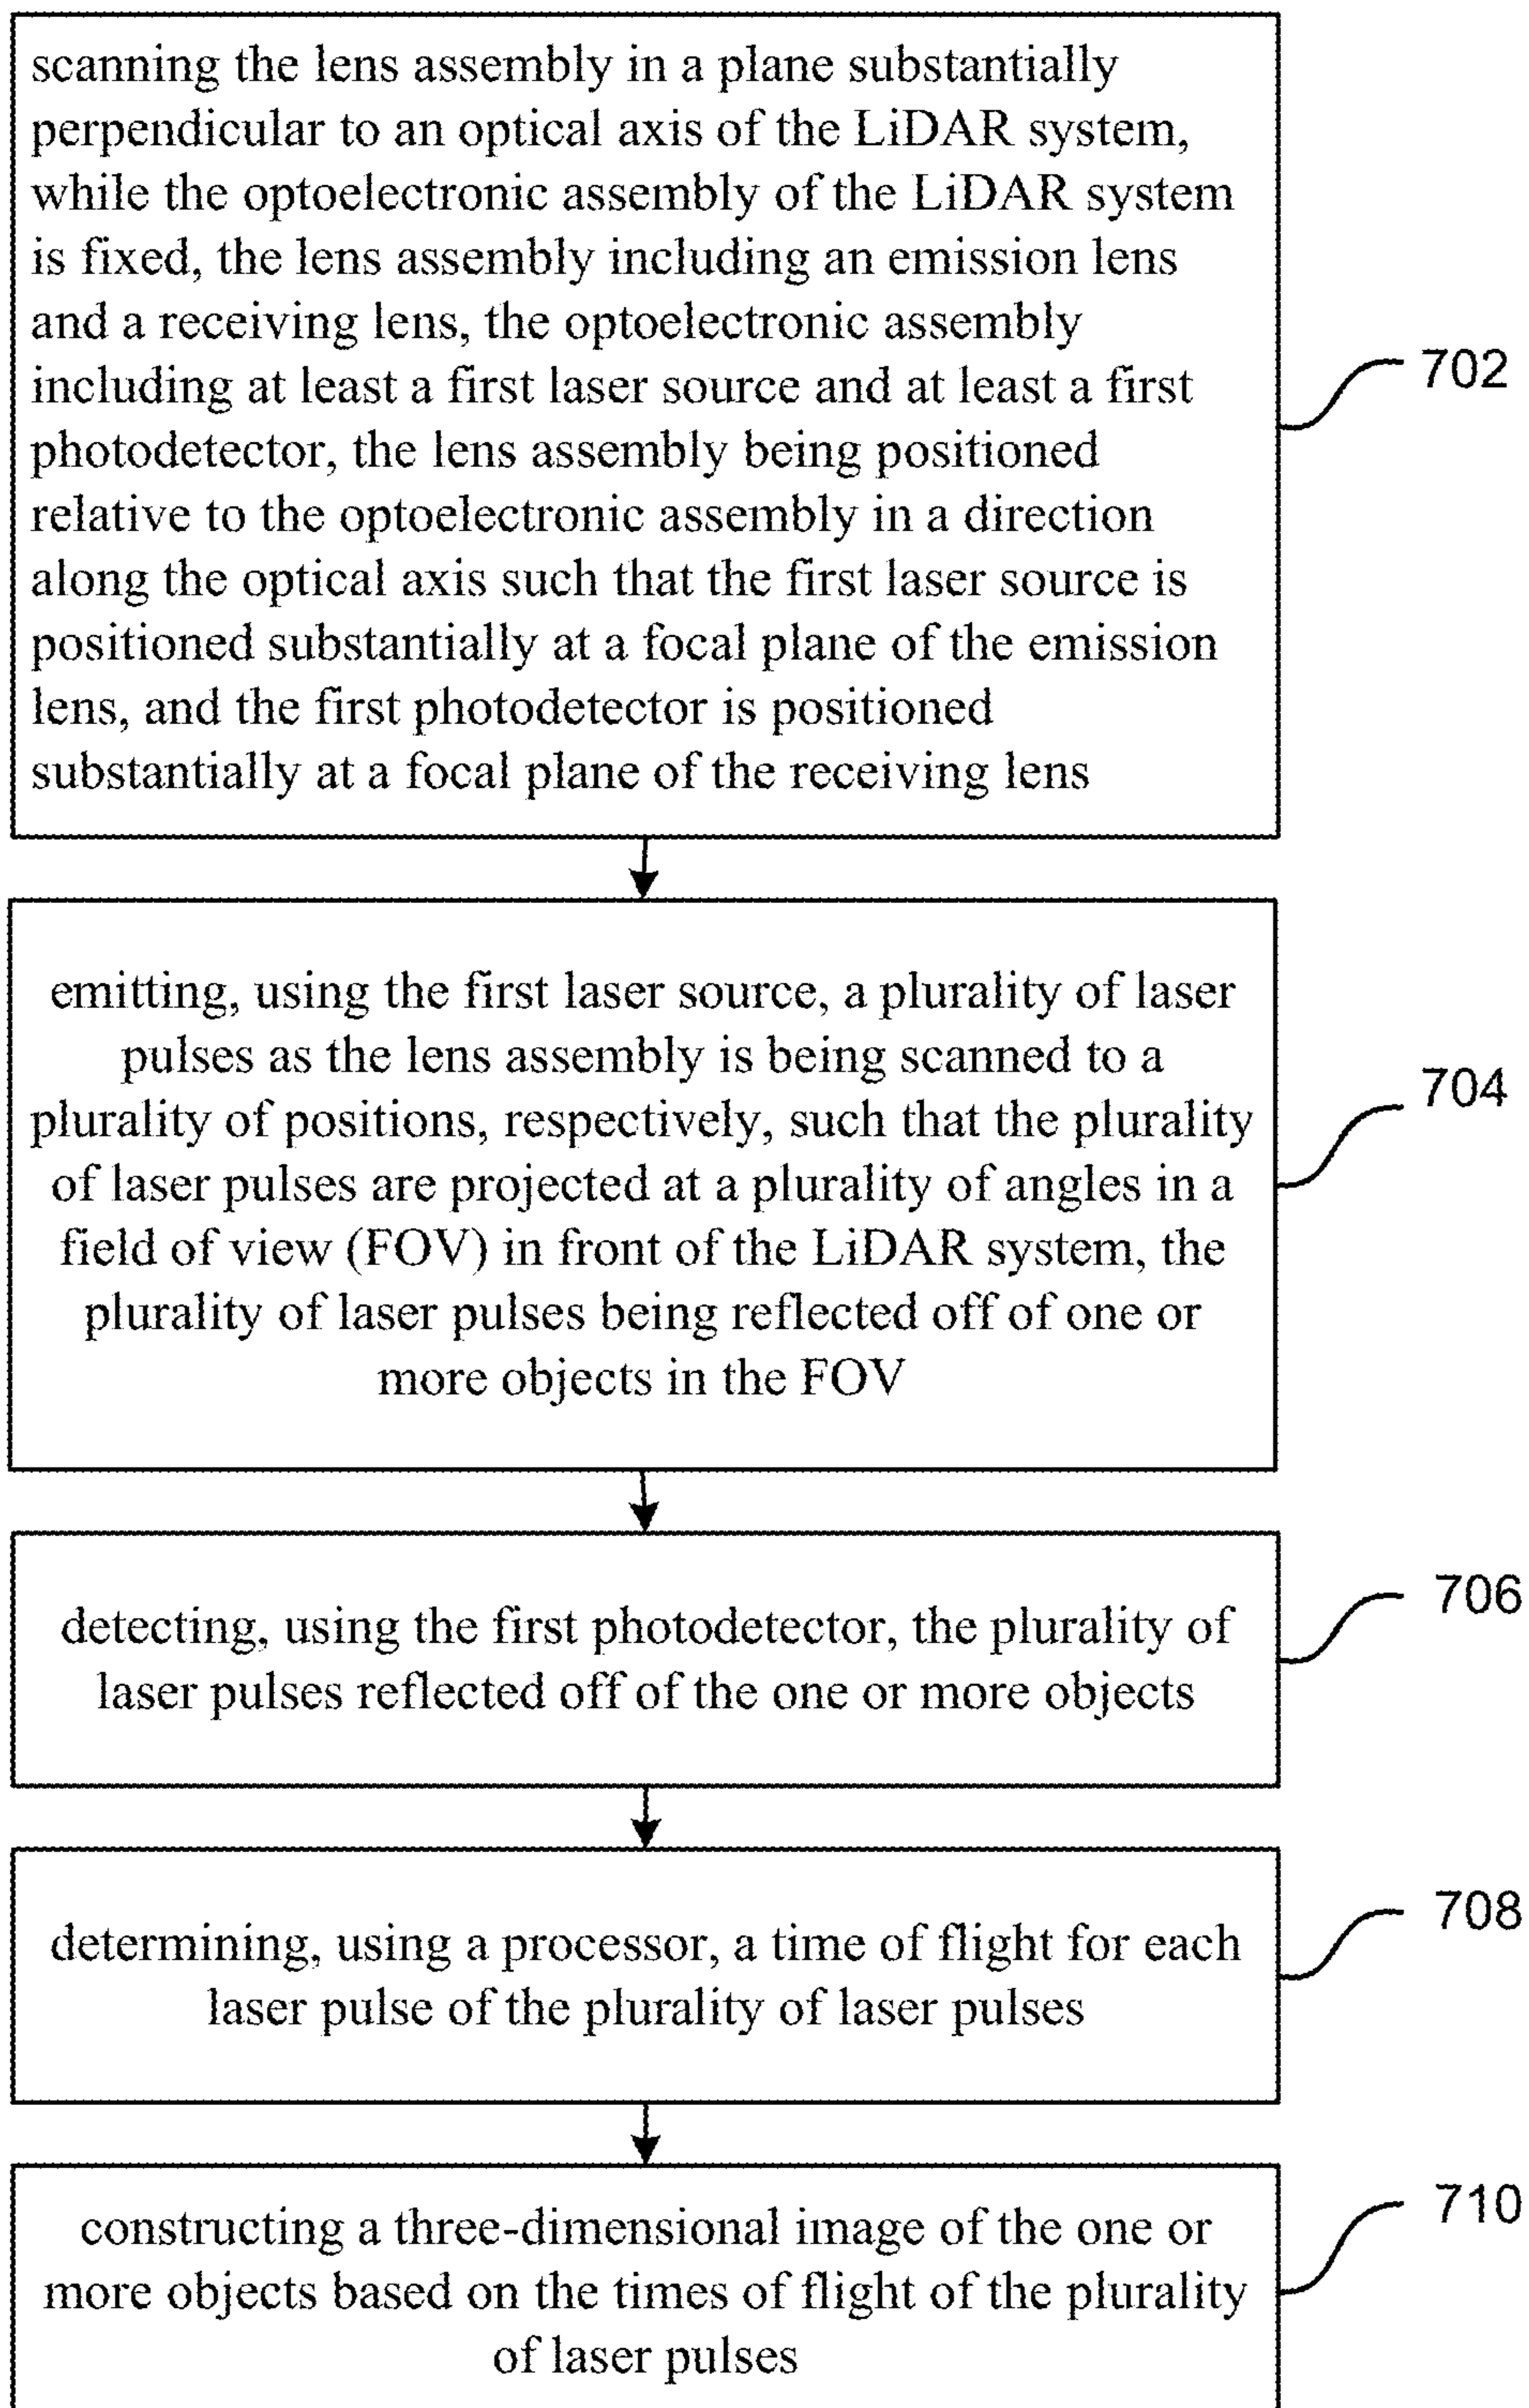 scanning the lens assembly in a plane substantially
perpendicular to an optical axis of the LiDAR system,
while the optoelectronic assembly of the LiDAR system
is fixed, the lens assembly including an emission lens
and a receiving lens, the optoelectronic assembly
including at least a first laser source and at least a first
photodetector, the lens assembly being positioned
relative to the optoelectronic assembly in a direction
along the optical axis such that the first laser source is
positioned substantially at a focal plane of the emission
lens, and the first photodetector is positioned
substantially at a focal plane of the receiving lens
702
emitting, using the first laser source, a plurality of laser
pulses as the lens assembly is being scanned to a
plurality of positions, respectively, such that the plurality
of laser pulses are projected at a plurality of angles in a
field of view (FOV) in front of the LiDAR system, the
plurality of laser pulses being reflected off of one or
more objects in the FOV
704
detecting, using the first photodetector, the plurality of
laser pulses reflected off of the one or more objects
706
determining, using a processor, a time of flight for each
laser pulse of the plurality of laser pulses
708
constructing a three-dimensional image of the one or
more objects based on the times of flight of the plurality
of laser pulses
710